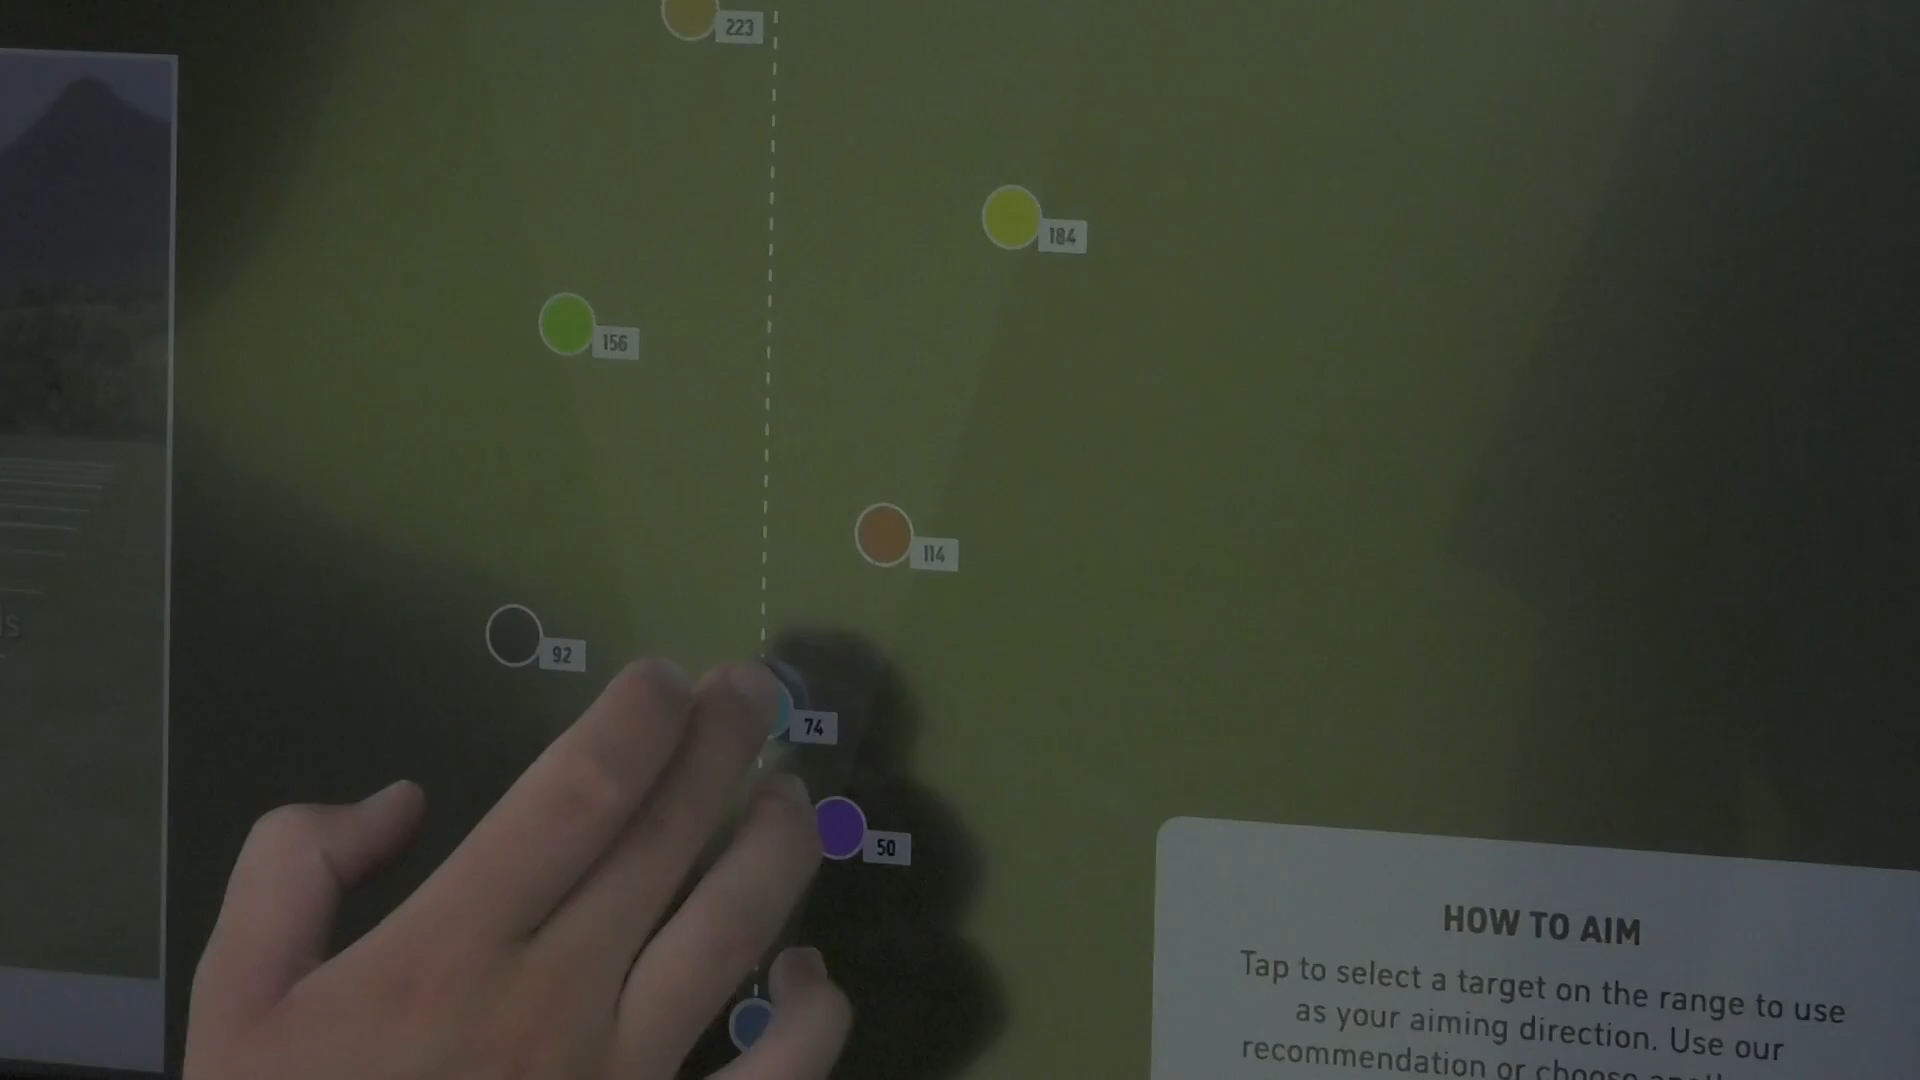 223
184
156
114
92
74
50
HOW TO AIM
Tap to select a target on the range to use
as your aiming direction. Use our
recommendation or choose